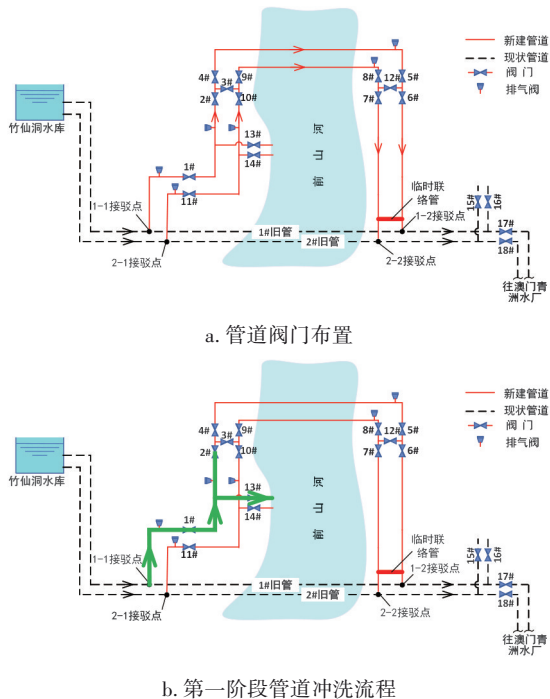 4#
9#
3#
2#
10#
8#
5#
12#
7#
6#
新建管道
现状管道
阀 门
排气阀
竹仙洞水库
13#
14#
前
山
河
1#
11#
临时联
络管
1-1接驳点
1-2接驳点
15#
16#
17#
18#
1#旧管
2#旧管
2-1接驳点
2-2接驳点
往澳门青
洲水厂
a. 管道阀门布置
4#
9#
3#
2#
10#
8#
5#
12#
7#
6#
新建管道
现状管道
阀 门
排气阀
竹仙洞水库
13#
14#
前
山
河
1#
11#
临时联
络管
1-1接驳点
1-2接驳点
15#
16#
17#
18#
1#旧管
2#旧管
2-1接驳点
2-2接驳点
往澳门青
洲水厂
b. 第一阶段管道冲洗流程